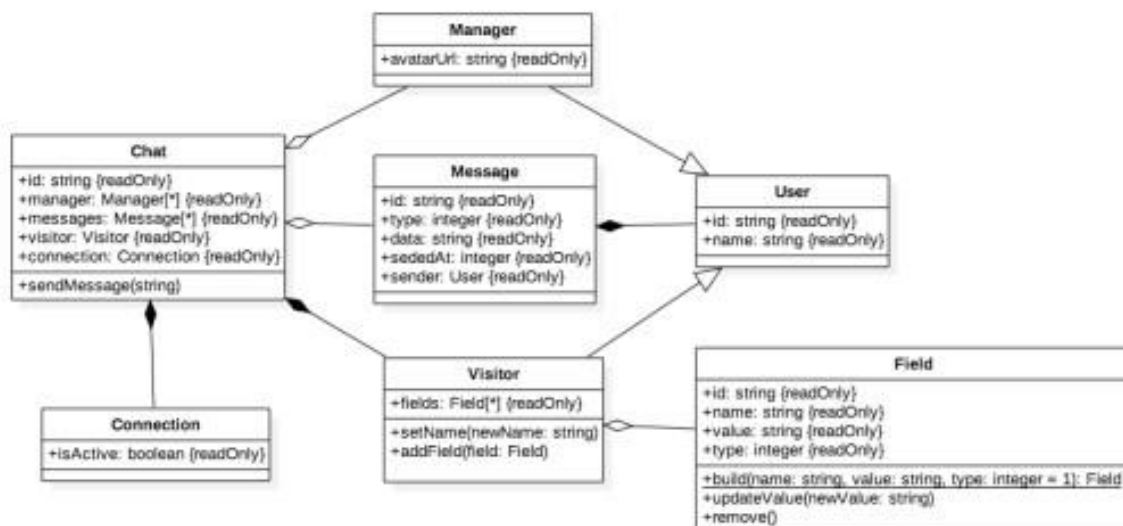 Manager
+avatarUrl: string {readOnly}
Chat
+id: string {readOnly}
+manager: Manager[*] {readOnly}
+messages: Message[*] {readOnly}
+visitor: Visitor {readOnly}
+connection: Connection {readOnly}
+sendMessage(string)
Message
+id: string {readOnly}
+type: integer {readOnly}
+data: string {readOnly}
+sededAt: integer {readOnly}
+sender: User {readOnly}
User
+id: string {readOnly}
+name: string {readOnly}
Connection
+isActive: boolean {readOnly}
Visitor
+fields: Field[*] {readOnly}
+setName(newName: string)
+addField(field: Field)
Field
+id: string {readOnly}
+name: string {readOnly}
+value: string {readOnly}
+type: integer {readOnly}
+build(name: string, value: string, type: integer = 1): Field
+updateValue(newValue: string)
+remove()